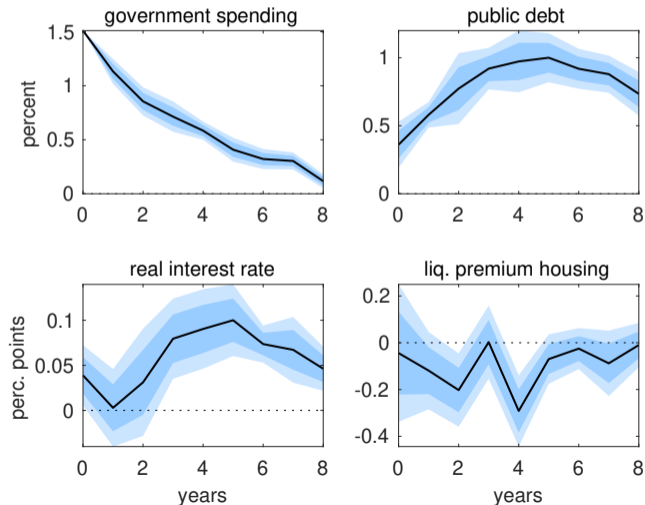 government spending
public debt
percent
1.5
1
0.5
0
0 2 4 6 8
1
0.5
0
0 2 4 6 8
real interest rate
liq. premium housing
perc. points
0.1
0.05
0
0 2 4 6 8
years
0.2
0
-0.2
-0.4
0 2 4 6 8
years